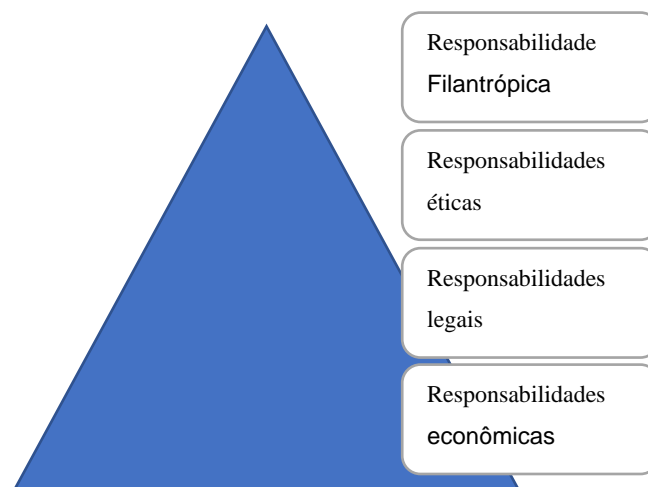 Responsabilidade
Filantrópica
Responsabilidades
éticas
Responsabilidades
legais
Responsabilidades
econômicas